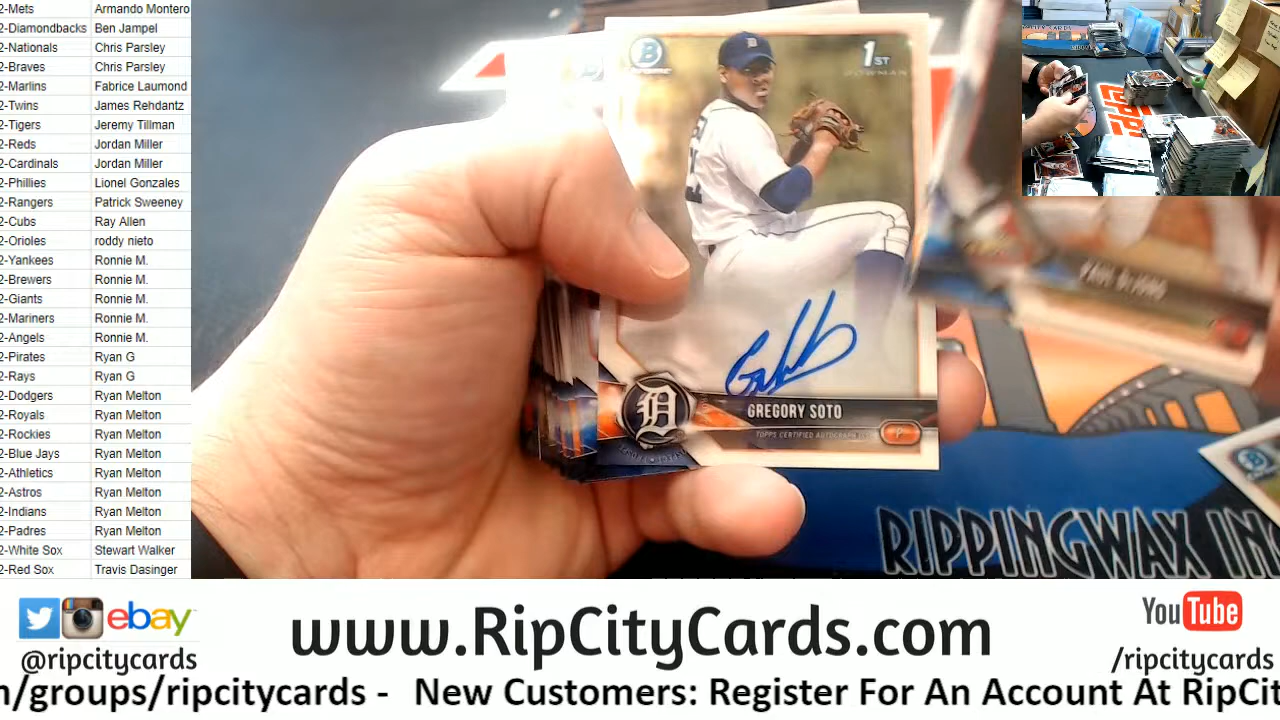 2-Mets Armando Montero
2-Diamondbacks Ben Jampel
2-Nationals Chris Parsley
2-Braves Chris Parsley
2-Marlins Fabrice Laumond
2-Twins James Rehdantz
2-Tigers Jeremy Tillman
2-Reds Jordan Miller
2-Cardinals Jordan Miller
2-Phillies Lionel Gonzales
2-Rangers Patrick Sweeney
2-Cubs Ray Allen
2-Orioles roddy nieto
2-Yankees Ronnie M.
2-Brewers Ronnie M.
2-Giants Ronnie M.
2-Mariners Ronnie M.
2-Angels Ronnie M.
2-Pirates Ryan G
2-Rays Ryan G
2-Dodgers Ryan Melton
2-Royals Ryan Melton
2-Rockies Ryan Melton
2-Blue Jays Ryan Melton
2-Athletics Ryan Melton
2-Astros Ryan Melton
2-Indians Ryan Melton
2-Padres Ryan Melton
2-White Sox Stewart Walker
2-Red Sox Travis Dasinger
B
1ST
BOWMAN
D
GREGORY SOTO
TOPPS CERTIFIED AUTOGRAPH
P
RIPPINGWAX IN
ebay
@ripcitycards
www.RipCityCards.com
YouTube
/ripcitycards
n/groups/ripcitycards - New Customers: Register For An Account At RipCit